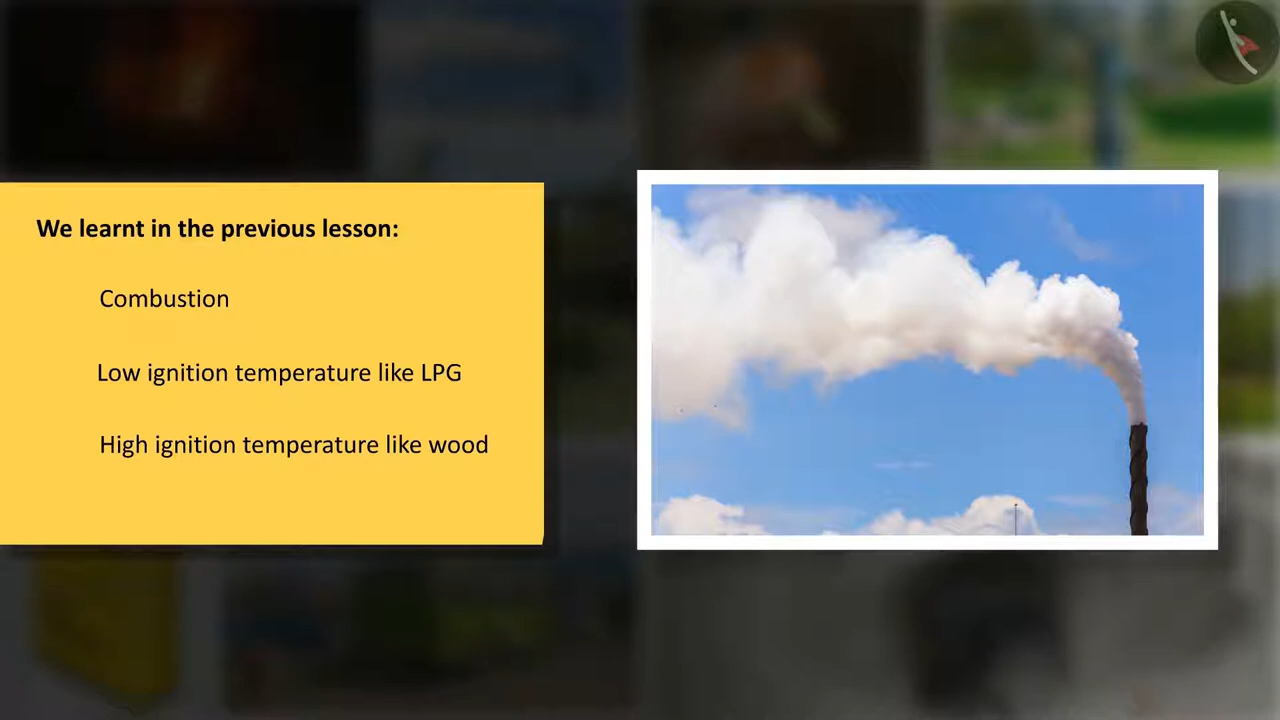 We learnt in the previous lesson:
Combustion
Low ignition temperature like LPG
High ignition temperature like wood